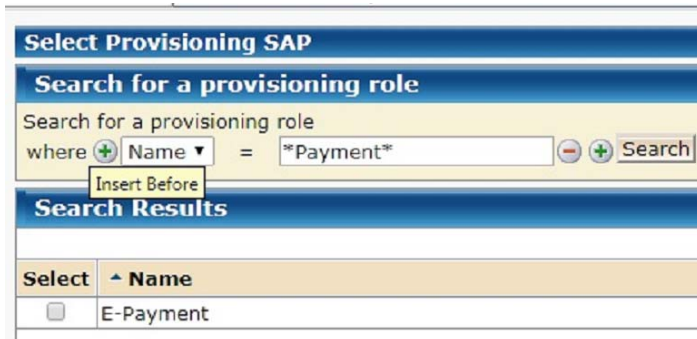 Select Provisioning SAP
Search for a provisioning role
Search for a provisioning role
where Name = *Payment* Search
Insert Before
Search Results
Select Name
E-Payment